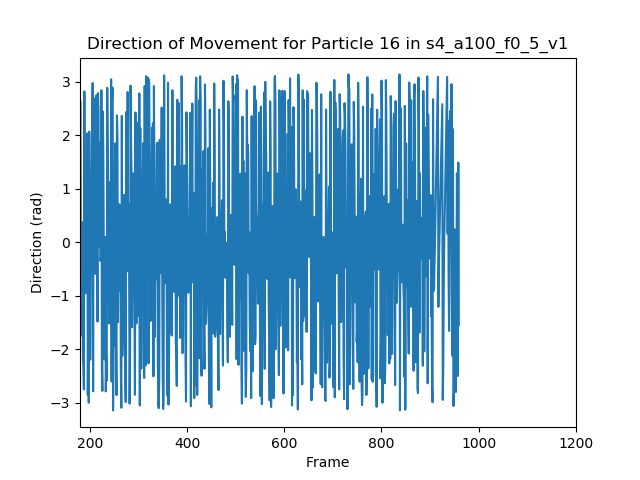 Direction of Movement for Particle 16 in s4_a100_f0_5_v1
3
2
1
0
−1
−2
−3
Direction (rad)
200 400 600 800 1000 1200
Frame